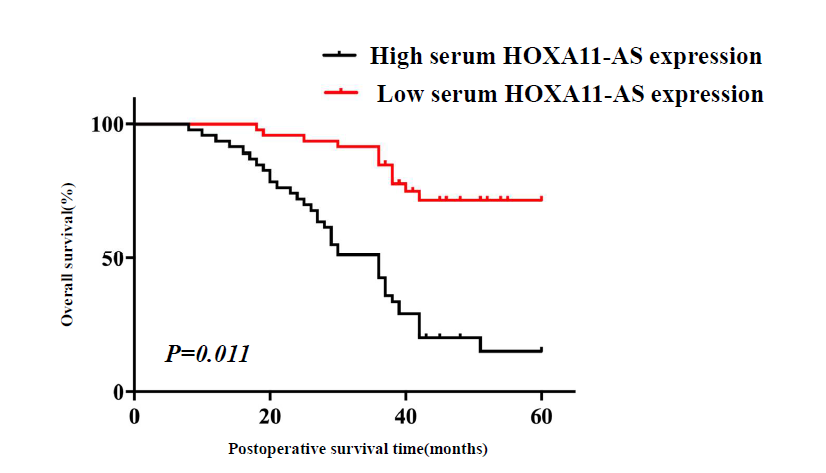 High serum HOXA11-AS expression
Low serum HOXA11-AS expression
100
50
0
Overall survival(%)
P=0.011
0 20 40 60
Postoperative survival time(months)